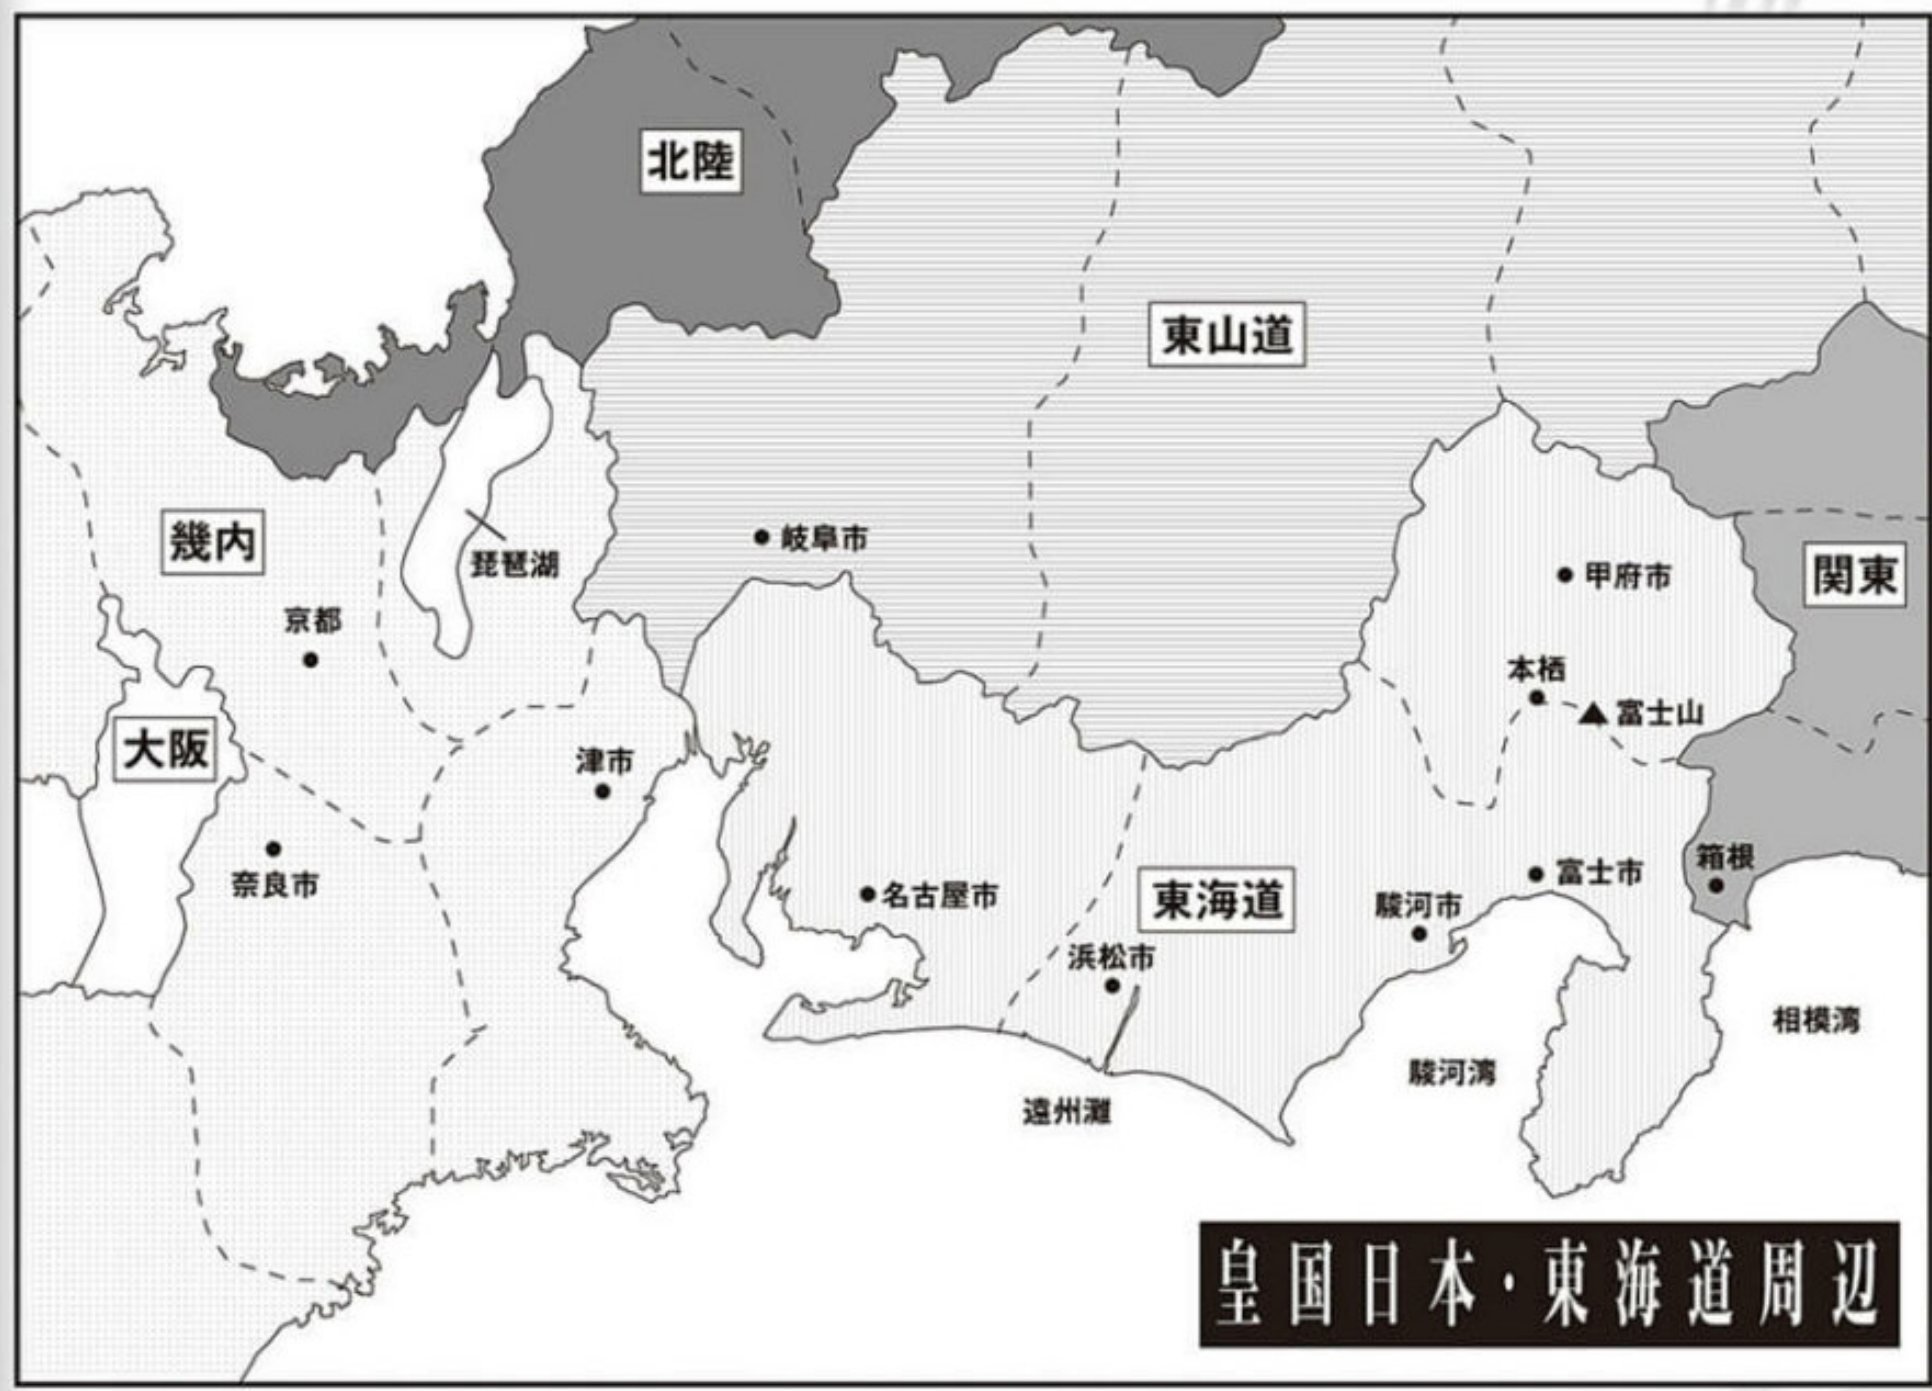 北陸
東山道
岐阜市
幾内
琵琶湖
甲府市
関東
京都
本栖
富士山
大阪
津市
奈良市
名古屋市
東海道
駿河市
富士市
箱根
浜松市
相模湾
駿河湾
遠州灘
皇国日本・東海道周辺